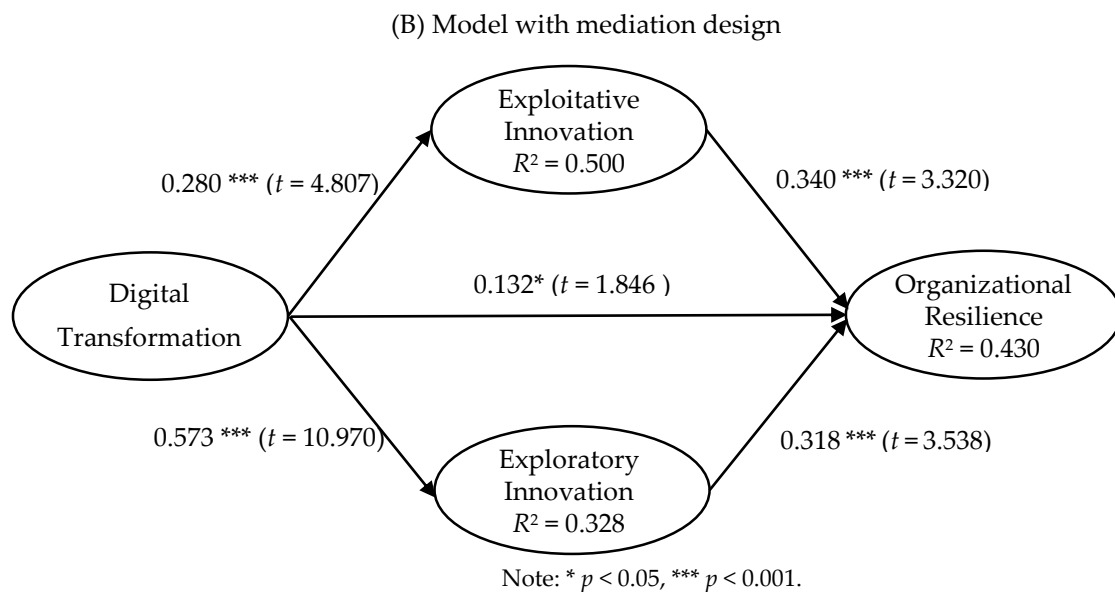 (B) Model with mediation design
Exploitative
Innovation
R² = 0.500
0.280 *** (t = 4.807)
0.340 *** (t = 3.320)
Digital
Transformation
0.132* (t = 1.846 )
Organizational
Resilience
R² = 0.430
0.573 *** (t = 10.970)
0.318 *** (t = 3.538)
Exploratory
Innovation
R² = 0.328
Note: * p < 0.05, *** p < 0.001.